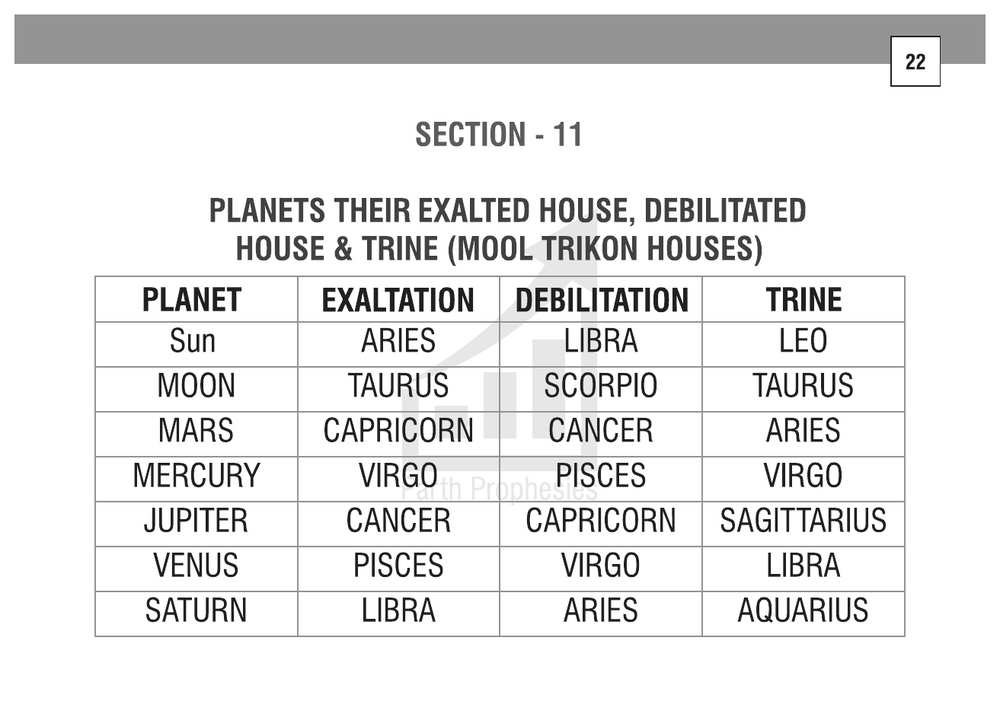 22
SECTION - 11
PLANETS THEIR EXALTED HOUSE, DEBILITATED
HOUSE & TRINE (MOOL TRIKON HOUSES)
PLANET EXALTATION DEBILITATION TRINE
Sun ARIES LIBRA LEO
MOON TAURUS SCORPIO TAURUS
MARS CAPRICORN CANCER ARIES
MERCURY VIRGO PISCES VIRGO
Parth Prophesies
JUPITER CANCER CAPRICORN SAGITTARIUS
VENUS PISCES VIRGO LIBRA
SATURN LIBRA ARIES AQUARIUS